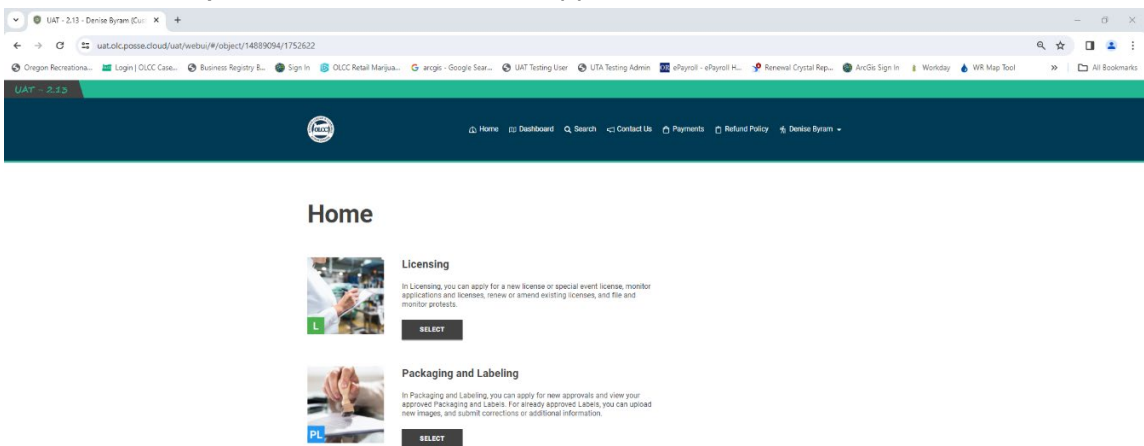 UAT - 2.13 - Denise Byram (Cus
uat.olc.posse.cloud/uat/webui/#/object/14889094/1752622
Oregon Recreationa... Login | OLCC Case... Business Registry B... Sign In OLCC Retail Marijua... arcgis - Google Sear... UAT Testing User UTA Testing Admin ePayroll - ePayroll H... Renewal Crystal Rep... ArcGis Sign In Workday WR Map Tool » All Bookmarks
UAT - 2.13
OLCC Home Dashboard Search Contact Us Payments Refund Policy Denise Byram
Home
Licensing
In Licensing, you can apply for a new license or special event license, monitor
applications and licenses, renew or amend existing licenses, and file and
monitor protests.
L
SELECT
Packaging and Labeling
In Packaging and Labeling, you can apply for new approvals and view your
approved Packaging and Labels. For already approved Labels, you can upload
new images, and submit corrections or additional information.
PL
SELECT